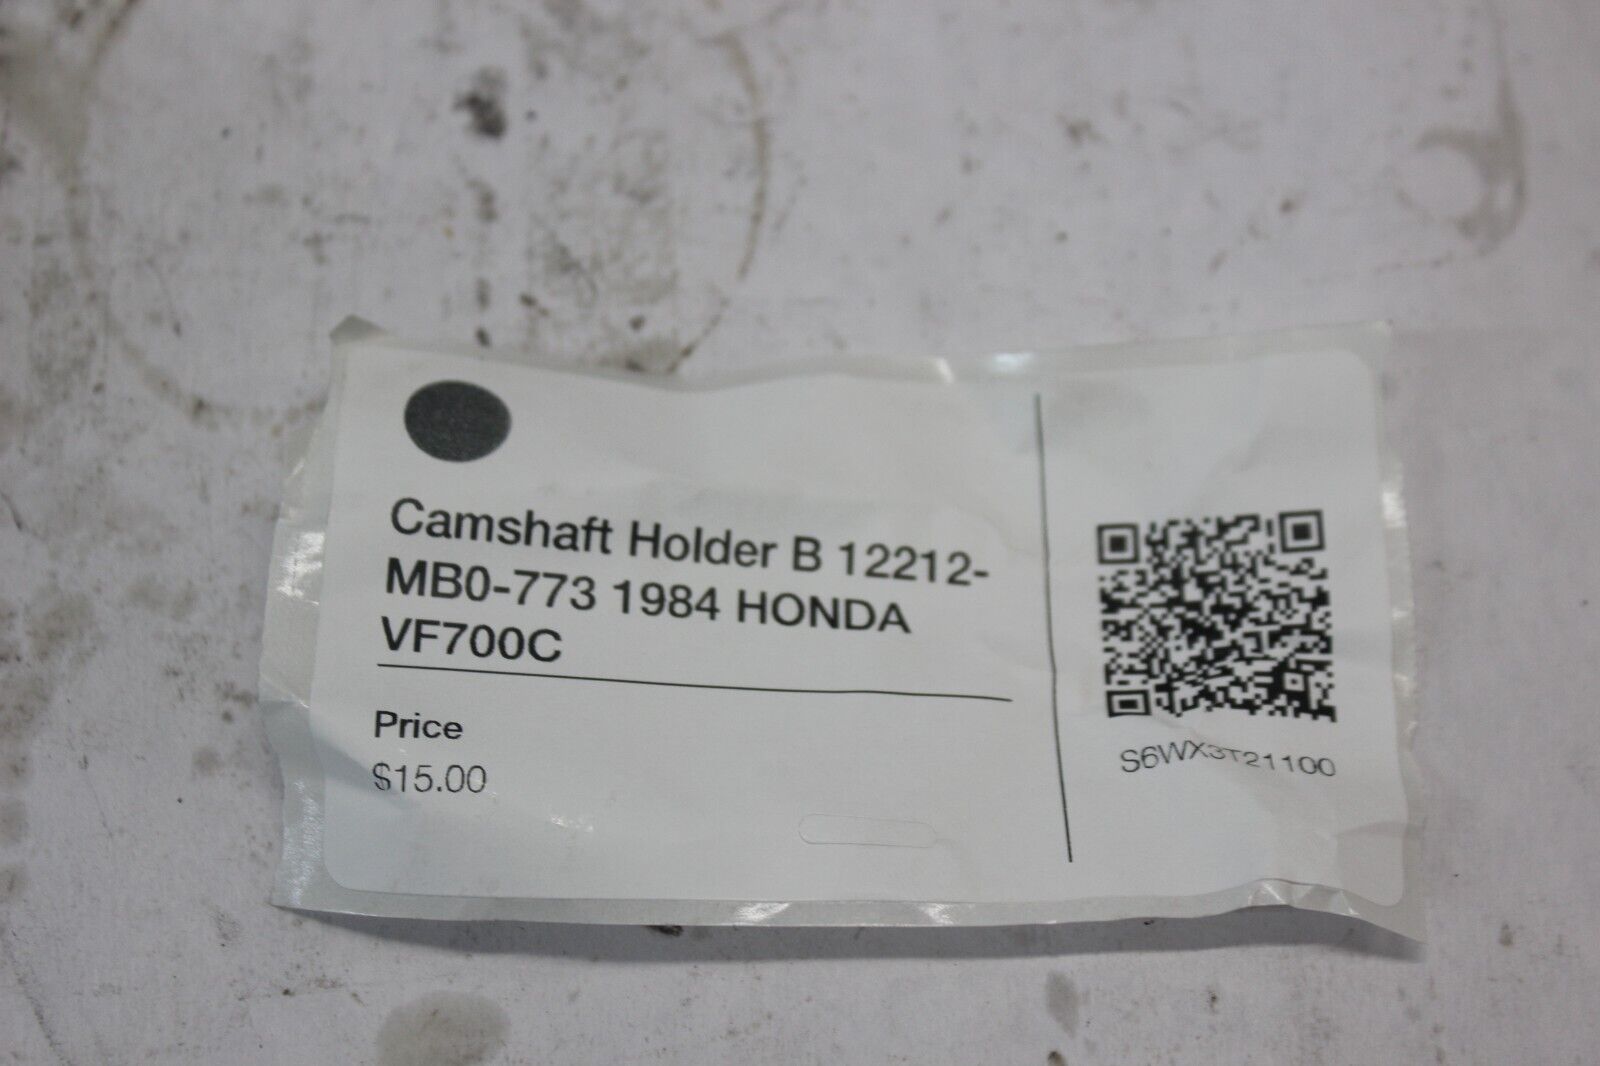 Camshaft Holder B 12212-
MB0-773 1984 HONDA
VF700C
Price
$15.00
S6WX3T21100